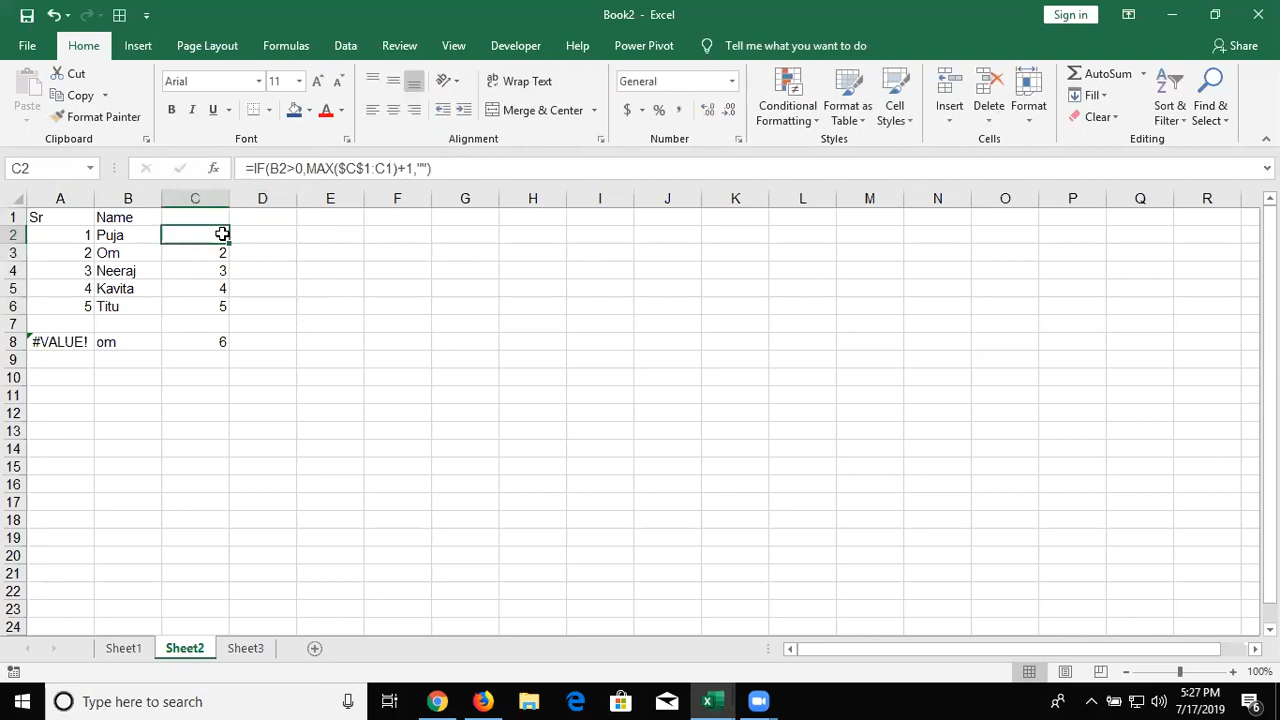 Book2 - Excel
Sign in
File Home Insert Page Layout Formulas Data Review View Developer Help Power Pivot Tell me what you want to do Share
Paste Cut Copy Format Painter Clipboard
Arial 11 B I U A Font
Wrap Text Merge & Center Alignment
General $ % , Number
Conditional Formatting Format as Table Cell Styles Styles
Insert Delete Format Cells
AutoSum Fill Clear Sort & Filter Find & Select Editing
C2 fx =IF(B2>0,MAX($C$1:C1)+1,"")
A B C D E F G H I J K L M N O P Q R
1 Sr Name
2 1 Puja
3 2 Om 2
4 3 Neeraj 3
5 4 Kavita 4
6 5 Titu 5
7
8 #VALUE! om 6
9
10
11
12
13
14
15
16
17
18
19
20
21
22
23
24
Sheet1 Sheet2 Sheet3
100%
Type here to search
5:27 PM
7/17/2019
6